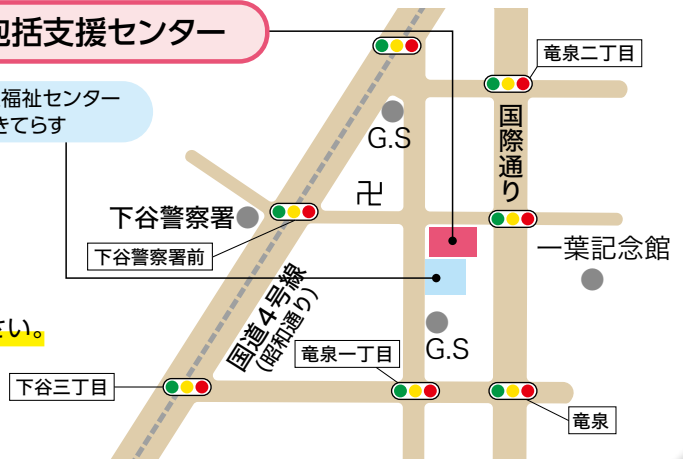 包括支援センター
福祉センター
きてらす
竜泉二丁目
国際通り
G.S
卍
下谷警察署
下谷警察署前
一葉記念館
さい。
国道4号線
(昭和通り)
竜泉一丁目
G.S
下谷三丁目
竜泉